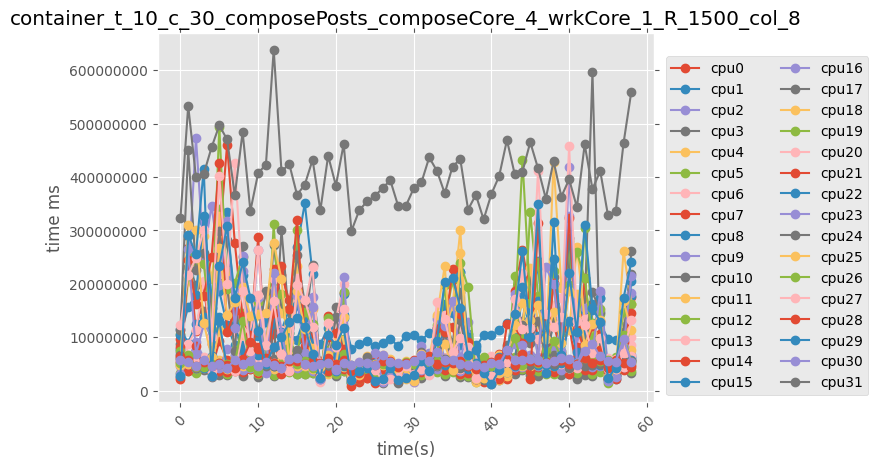 container_t_10_c_30_composePosts_composeCore_4_wrkCore_1_R_1500_col_8
600000000
500000000
400000000
300000000
200000000
100000000
0
time ms
0
10
20
30
40
50
60
time(s)
cpu0
cpu1
cpu2
cpu3
cpu4
cpu5
cpu6
cpu7
cpu8
cpu9
cpu10
cpu11
cpu12
cpu13
cpu14
cpu15
cpu16
cpu17
cpu18
cpu19
cpu20
cpu21
cpu22
cpu23
cpu24
cpu25
cpu26
cpu27
cpu28
cpu29
cpu30
cpu31